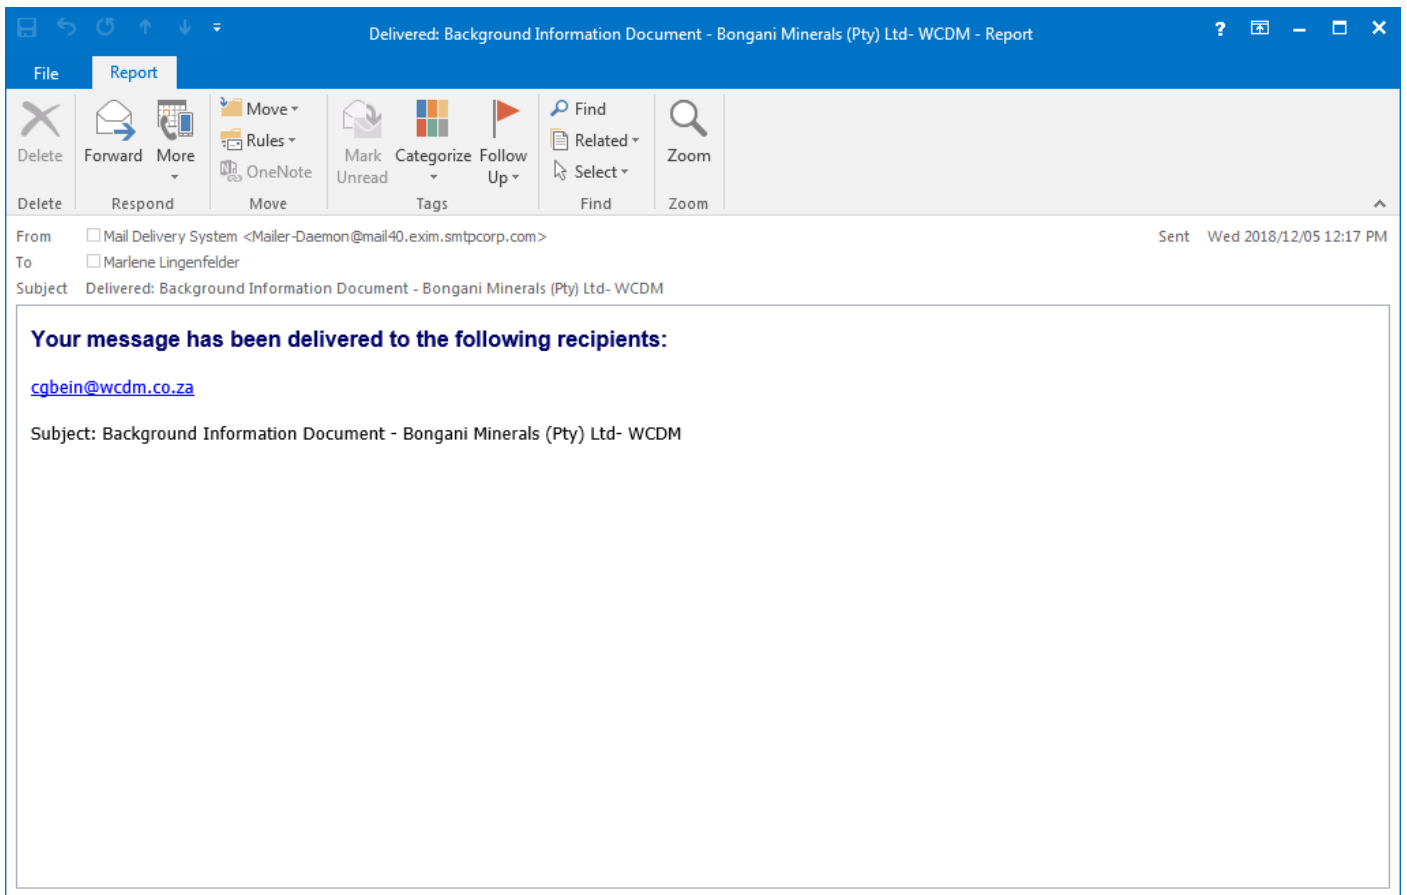 Delivered: Background Information Document - Bongani Minerals (Pty) Ltd- WCDM - Report
?
File Report
Delete
Forward
More
Move
Rules
OneNote
Mark Unread
Categorize
Follow Up
Find
Related
Select
Zoom
Delete Respond Move Tags Find Zoom
From Mail Delivery System <Mailer-Daemon@mail40.exim.smtpcorp.com> Sent Wed 2018/12/05 12:17 PM
To Marlene Lingenfelder
Subject Delivered: Background Information Document - Bongani Minerals (Pty) Ltd- WCDM
Your message has been delivered to the following recipients:
cgbein@wcdm.co.za
Subject: Background Information Document - Bongani Minerals (Pty) Ltd- WCDM